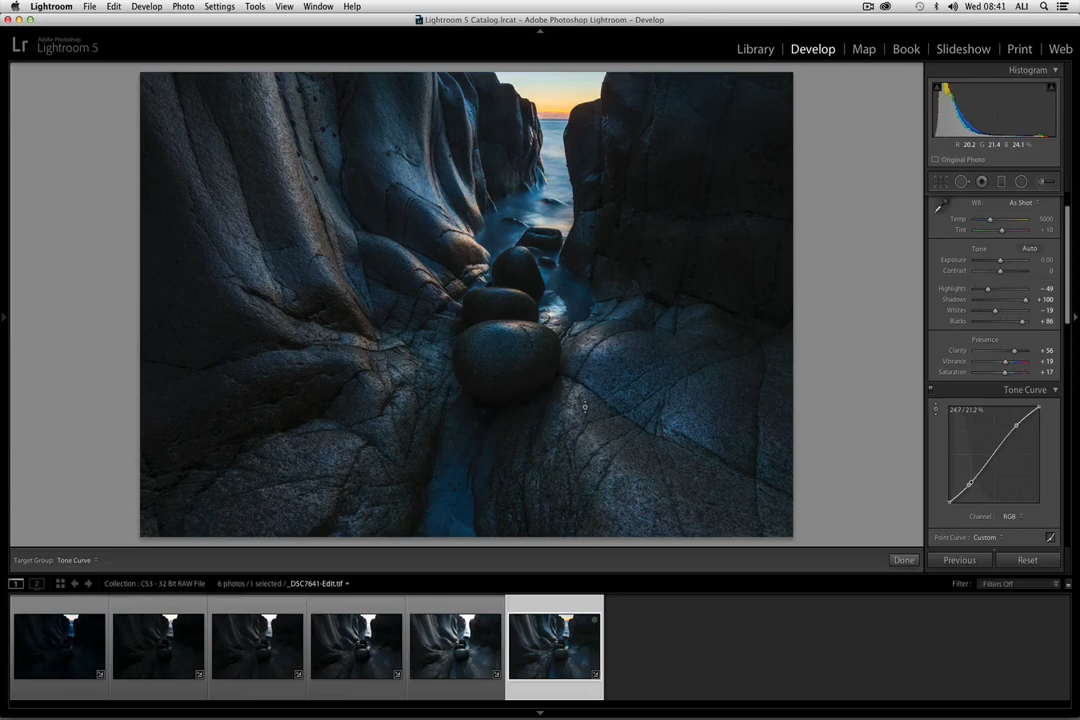 Lightroom File Edit Develop Photo Settings Tools View Window Help Wed 08:41 ALI
Lightroom 5 Catalog.lrcat - Adobe Photoshop Lightroom - Develop
Lr Adobe Photoshop
Lightroom 5
Library | Develop | Map | Book | Slideshow | Print | Web
Histogram
R 20.2 G 21.4 B 24.1 %
Original Photo
WB: As Shot
Temp 5000
Tint + 10
Tone Auto
Exposure 0.00
Contrast 0
Highlights - 49
Shadows + 100
Whites - 19
Blacks + 86
Presence
Clarity + 56
Vibrance + 19
Saturation + 17
Tone Curve
24.7 / 21.2 %
Channel: RGB
Point Curve: Custom
Target Group: Tone Curve Done
Previous Reset
1 2 Collection : CS3 - 32 Bit RAW File 6 photos / 1 selected / _DSC7641-Edit.tif Filter: Filters Off